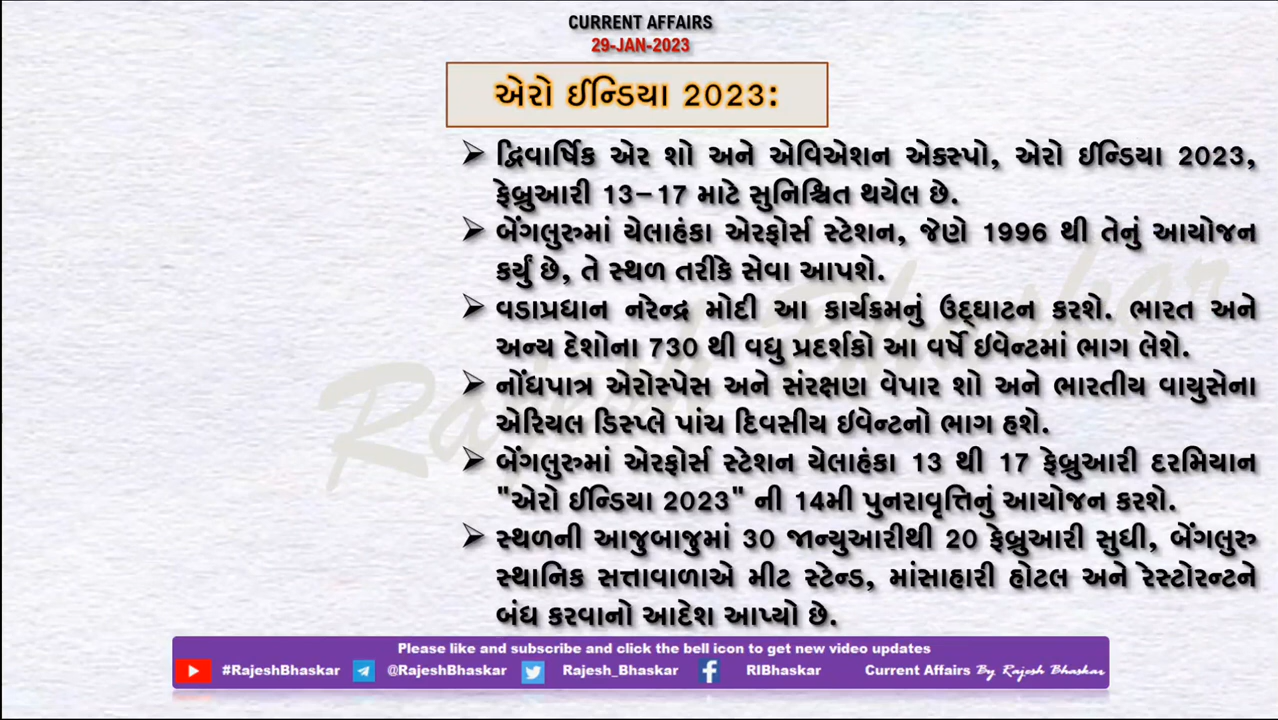 CURRENT AFFAIRS
29-JAN-2023
એરો ઈન્ડિયા 2023:
➢ દ્વિવાર્ષિક એર શો અને એવિએશન એક્સ્પો, એરો ઈન્ડિયા 2023,
ફેબ્રુઆરી 13-17 માટે સુનિશ્ચિત થયેલ છે.
➢ બેંગલુરુમાં યેલાહંકા એરફોર્સ સ્ટેશન, જેણે 1996 થી તેનું આયોજન
કર્યું છે, તે સ્થળ તરીકે સેવા આપશે.
➢ વડાપ્રધાન નરેન્દ્ર મોદી આ કાર્યક્રમનું ઉદ્‌ઘાટન કરશે. ભારત અને
અન્ય દેશોના 730 થી વધુ પ્રદર્શકો આ વર્ષે ઇવેન્ટમાં ભાગ લેશે.
➢ નોંધપાત્ર એરોસ્પેસ અને સંરક્ષણ વેપાર શો અને ભારતીય વાયુસેના
એરિયલ ડિસ્પ્લે પાંચ દિવસીય ઇવેન્ટનો ભાગ હશે.
➢ બેંગલુરુમાં એરફોર્સ સ્ટેશન યેલાહંકા 13 થી 17 ફેબ્રુઆરી દરમિયાન
"એરો ઈન્ડિયા 2023" ની 14મી પુનરાવૃત્તિનું આયોજન કરશે.
➢ સ્થળની આજુબાજુમાં 30 જાન્યુઆરીથી 20 ફેબ્રુઆરી સુધી, બેંગલુરુ
સ્થાનિક સત્તાવાળાએ મીટ સ્ટેન્ડ, માંસાહારી હોટલ અને રેસ્ટોરન્ટને
બંધ કરવાનો આદેશ આપ્યો છે.
Please like and subscribe and click the bell icon to get new video updates
#RajeshBhaskar @RajeshBhaskar Rajesh_Bhaskar RIBhaskar Current Affairs By Rajesh Bhaskar